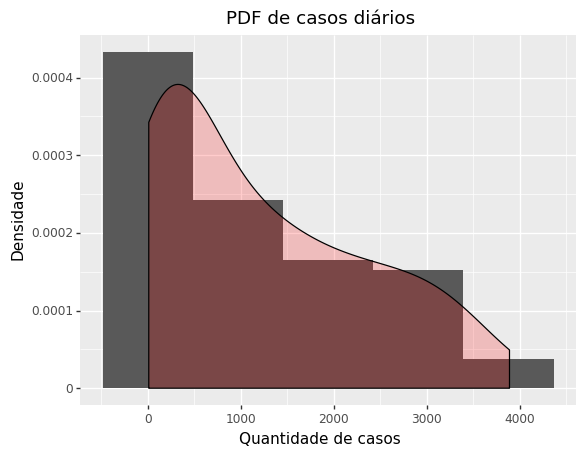 PDF de casos diários
0.0004
0.0003
0.0002
0.0001
0
Densidade
0 1000 2000 3000 4000
Quantidade de casos